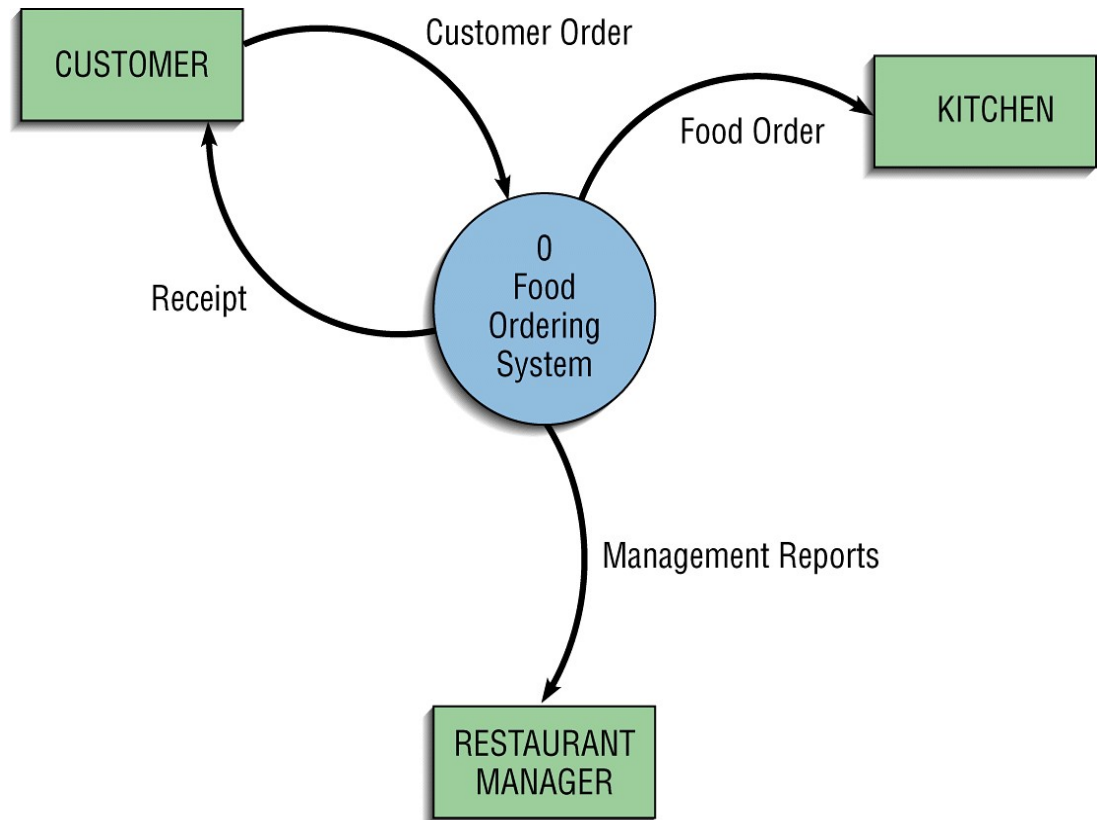 CUSTOMER
Customer Order
KITCHEN
Food Order
0
Food
Ordering
System
Receipt
Management Reports
RESTAURANT
MANAGER